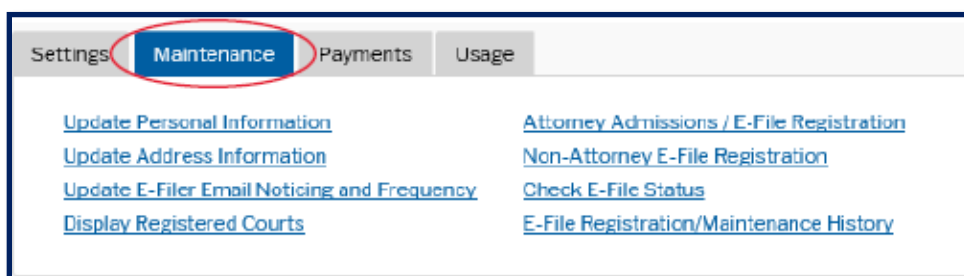 Settings Maintenance Payments Usage
Update Personal Information
Update Address Information
Update E-Filer Email Noticing and Frequency
Display Registered Courts
Attorney Admissions / E-File Registration
Non-Attorney E-File Registration
Check E-File Status
E-File Registration/Maintenance History